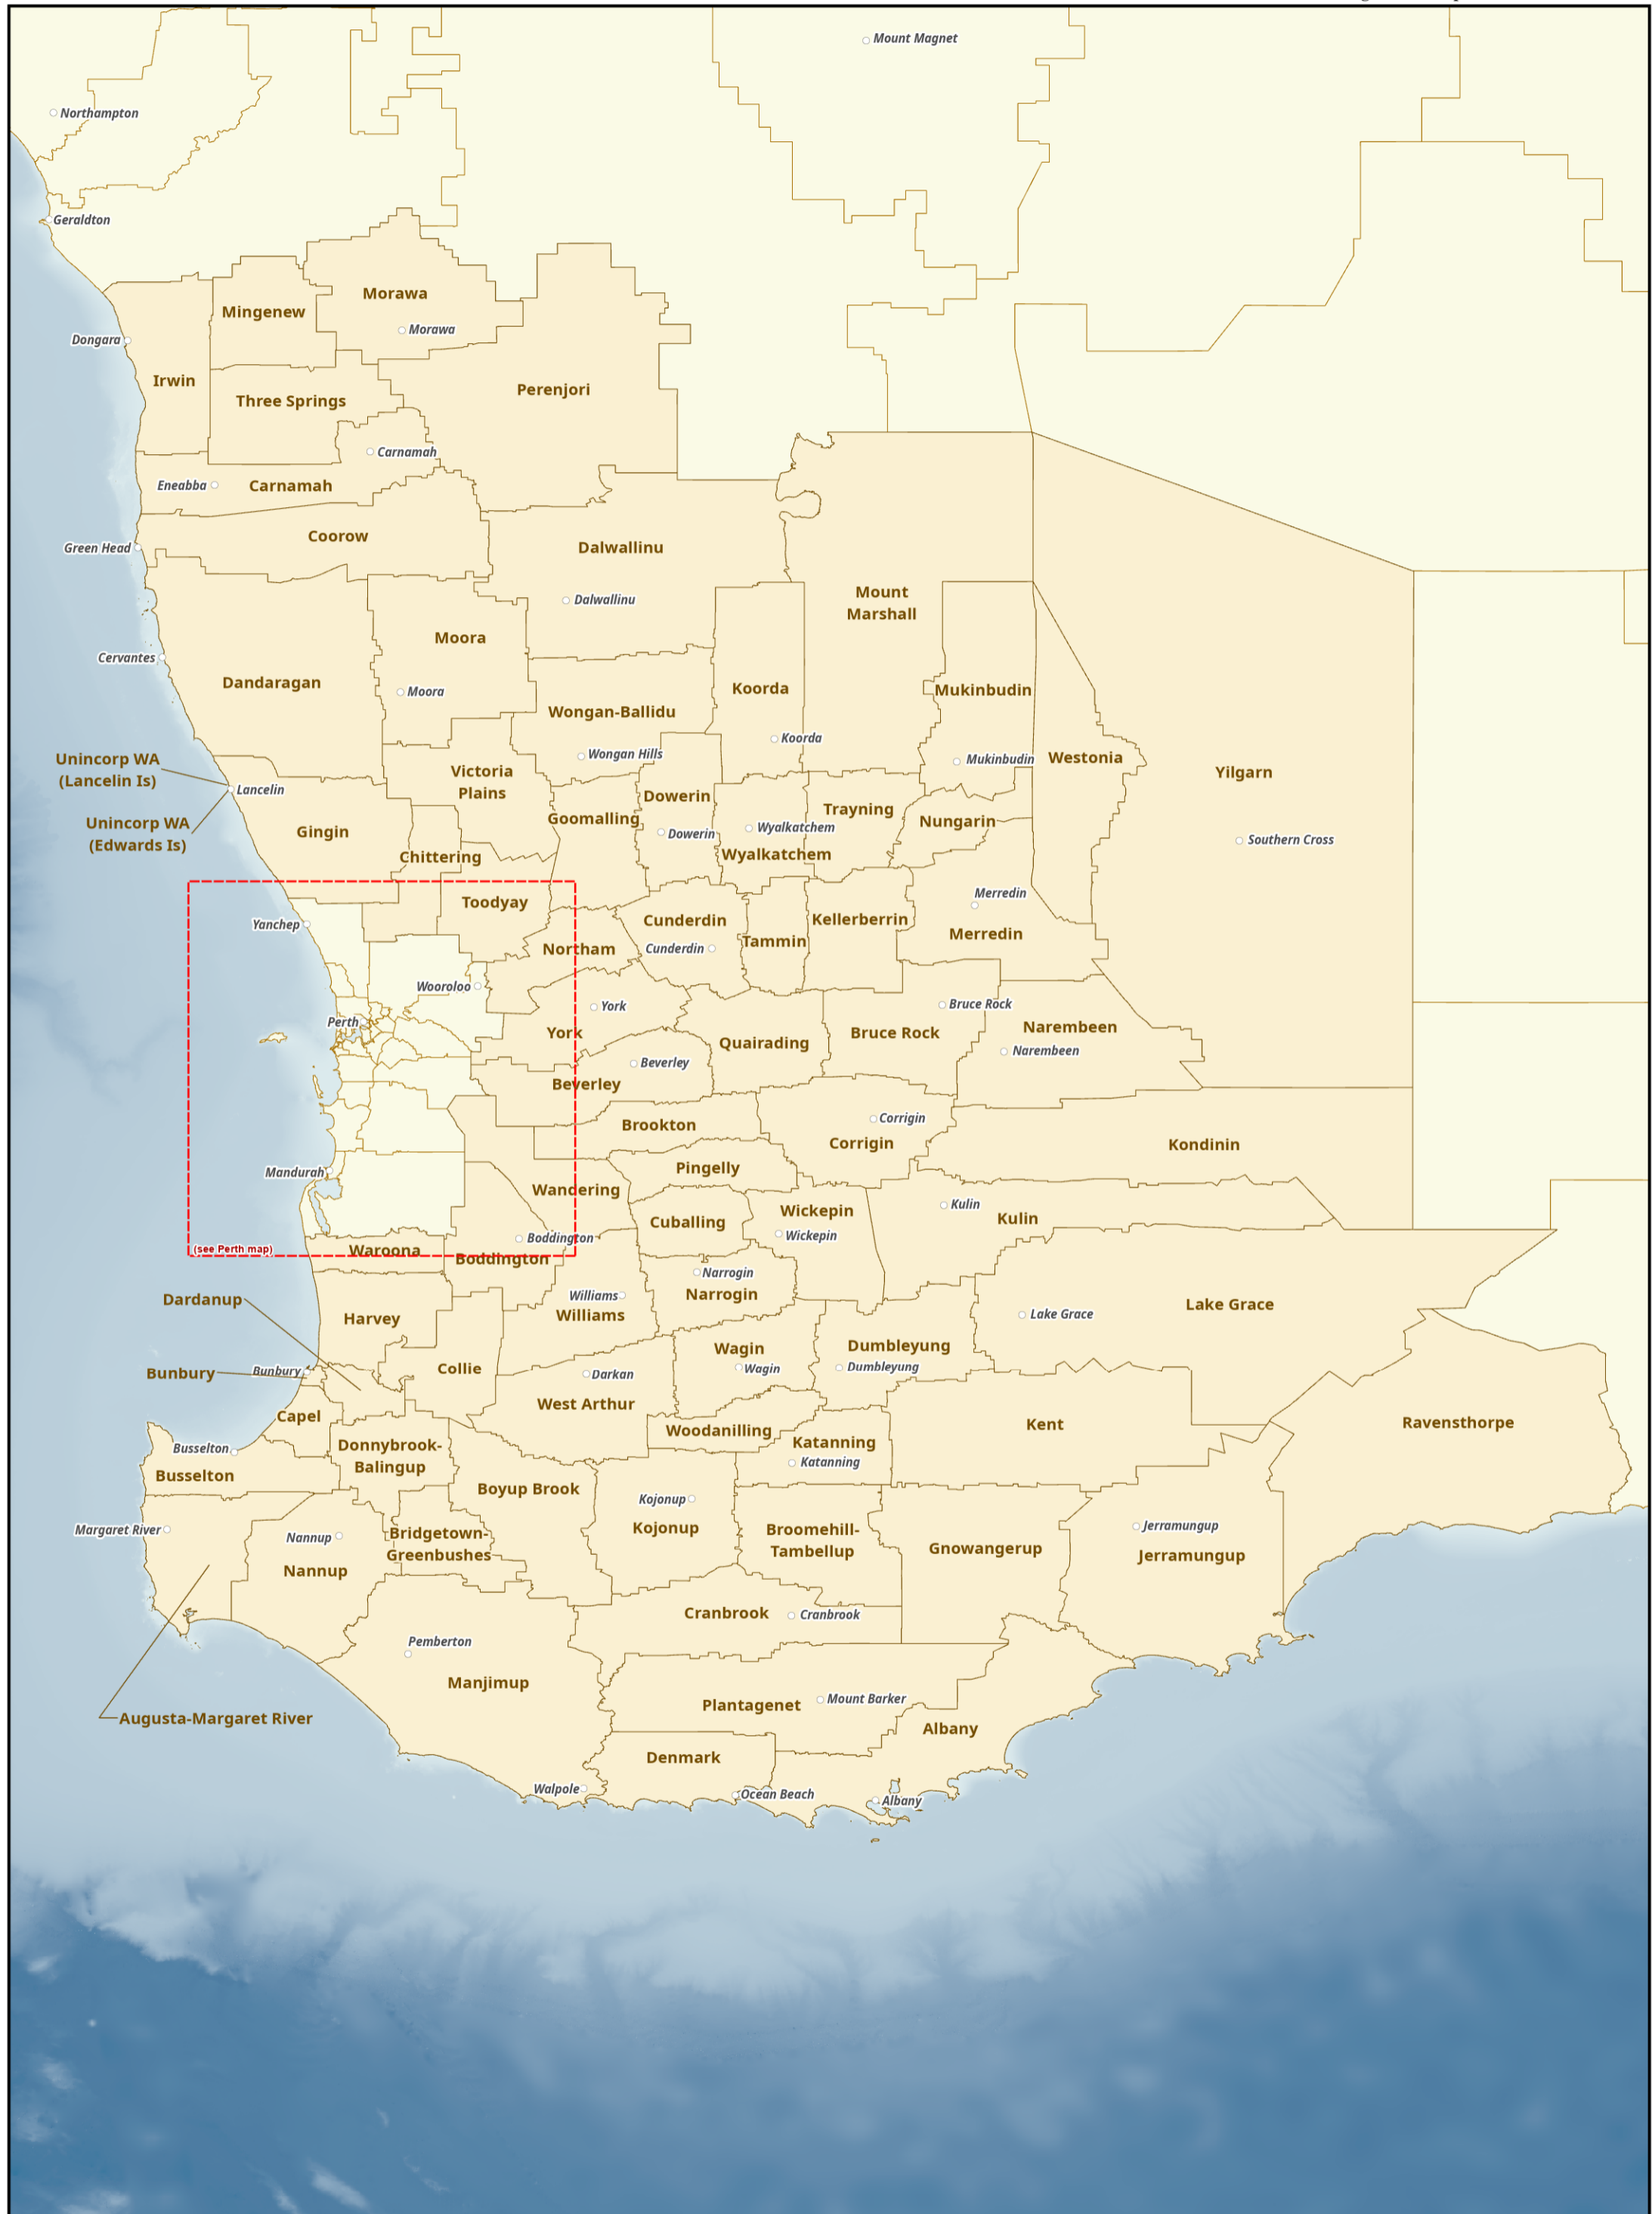 Mount Magnet
Northampton
Geraldton
Morawa
Mingenew
Morawa
Dongara
Irwin
Perenjori
Three Springs
Carnamah
Eneabba
Carnamah
Coorow
Green Head
Dalwallinu
Mount
Marshall
Dalwallinu
Moora
Cervantes
Dandaragan
Moora
Koorda
Mukinbudin
Wongan-Ballidu
Koorda
Wongan Hills
Mukinbudin
Westonia
Unincorp WA
(Lancelin Is)
Victoria
Plains
Yilgarn
Lancelin
Dowerin
Trayning
Goomalling
Nungarin
Unincorp WA
(Edwards Is)
Gingin
Dowerin
Wyalkatchem
Southern Cross
Chittering
Wyalkatchem
Merredin
Toodyay
Cunderdin
Kellerberrin
Yanchep
Merredin
Northam
Cunderdin
Tammin
Wooroloo
York
Bruce Rock
Perth
York
Quairading
Bruce Rock
Narembeen
Narembeen
Beverley
Beverley
Brookton
Corrigin
Corrigin
Kondinin
Pingelly
Mandurah
Wandering
Cuballing
Wickepin
Kulin
Kulin
Wickepin
(see Perth map)
Waroona
Boddington
Boddington
Narrogin
Narrogin
Dardanup
Williams
Williams
Lake Grace
Lake Grace
Harvey
Wagin
Dumbleyung
Bunbury
Bunbury
Collie
Darkan
Wagin
Dumbleyung
West Arthur
Capel
Woodanilling
Kent
Ravensthorpe
Busselton
Donnybrook-
Balingup
Katanning
Katanning
Busselton
Boyup Brook
Kojonup
Margaret River
Nannup
Bridgetown-
Greenbushes
Kojonup
Broomehill-
Tambellup
Jerramungup
Gnowangerup
Jerramungup
Nannup
Cranbrook
Cranbrook
Pemberton
Manjimup
Plantagenet
Mount Barker
Augusta-Margaret River
Albany
Denmark
Walpole
Ocean Beach
Albany